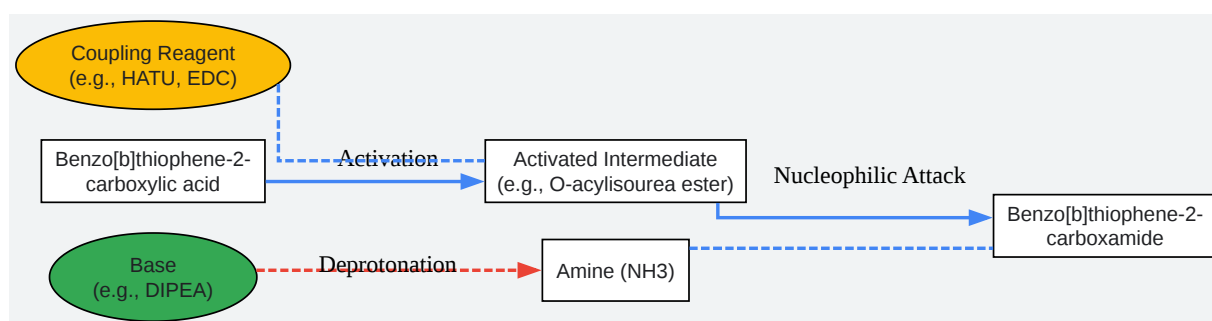 Coupling Reagent
(e.g., HATU, EDC)
Benzo[b]thiophene-2-
carboxylic acid
Activation
Activated Intermediate
(e.g., O-acylisourea ester)
Nucleophilic Attack
Benzo[b]thiophene-2-
carboxamide
Base
(e.g., DIPEA)
Deprotonation
Amine (NH3)